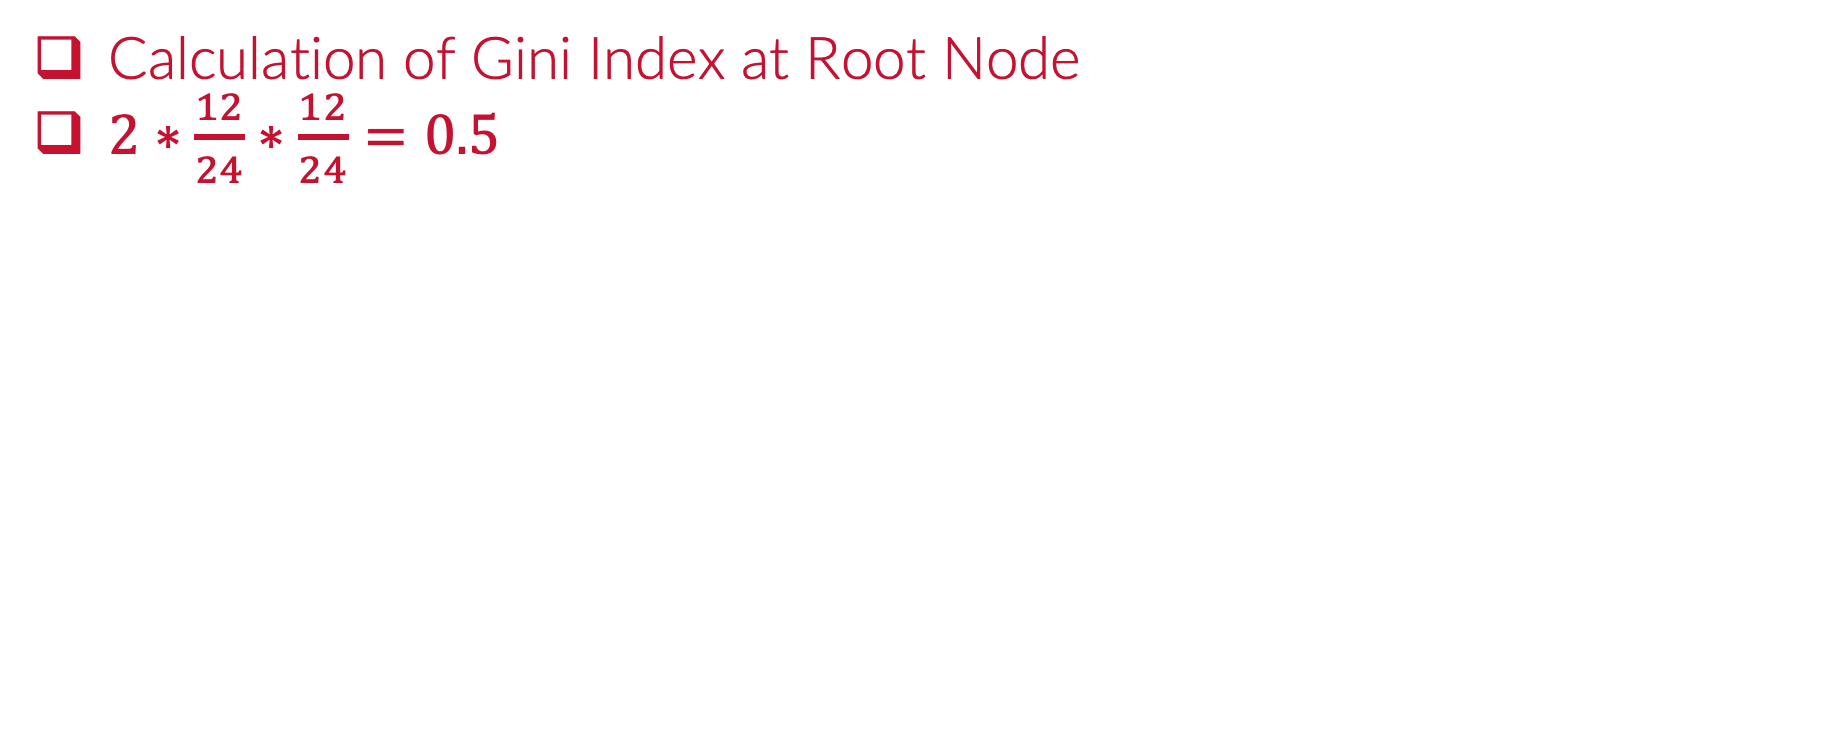 ❑ Calculation of Gini Index at Root Node
❑ 2 * 12/24 * 12/24 = 0.5